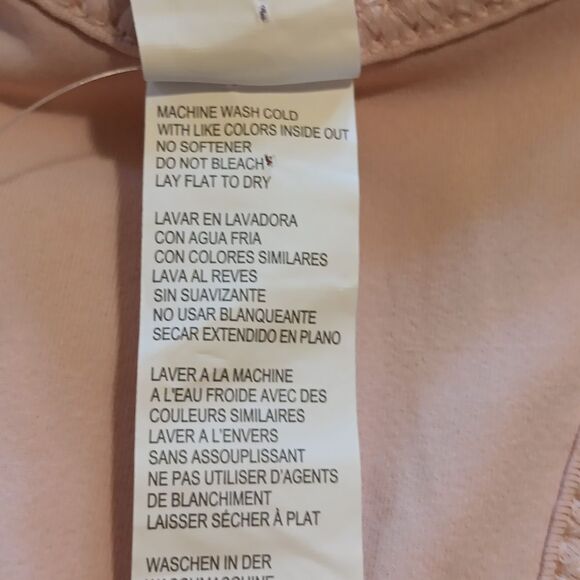 MACHINE WASH COLD
WITH LIKE COLORS INSIDE OUT
NO SOFTENER
DO NOT BLEACH
LAY FLAT TO DRY
LAVAR EN LAVADORA
CON AGUA FRIA
CON COLORES SIMILARES
LAVA AL REVES
SIN SUAVIZANTE
NO USAR BLANQUEANTE
SECAR EXTENDIDO EN PLANO
LAVER A LA MACHINE
A L'EAU FROIDE AVEC DES
COULEURS SIMILAIRES
LAVER A L'ENVERS
SANS ASSOUPLISSANT
NE PAS UTILISER D'AGENTS
DE BLANCHIMENT
LAISSER SÉCHER À PLAT
WASCHEN IN DER